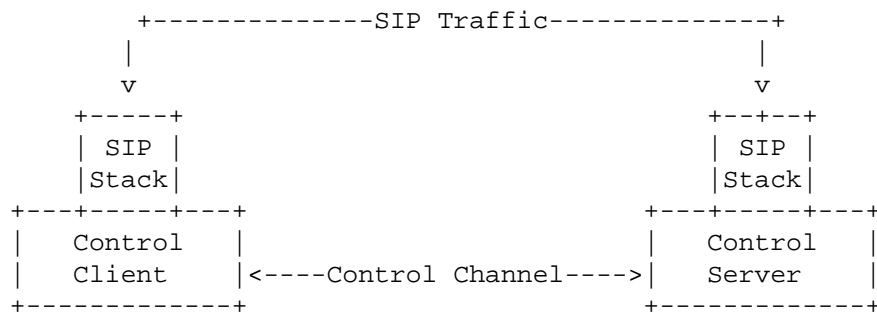 +--------------SIP Traffic--------------+
|                                       |
v                                       v
+-----+                             +--+--+
| SIP |                             | SIP |
|Stack|                             |Stack|
+---+-----+---+                     +---+-----+---+
|   Control   |                     |   Control   |
|   Client    |<----Control Channel---->|   Server    |
+-------------+                     +-------------+